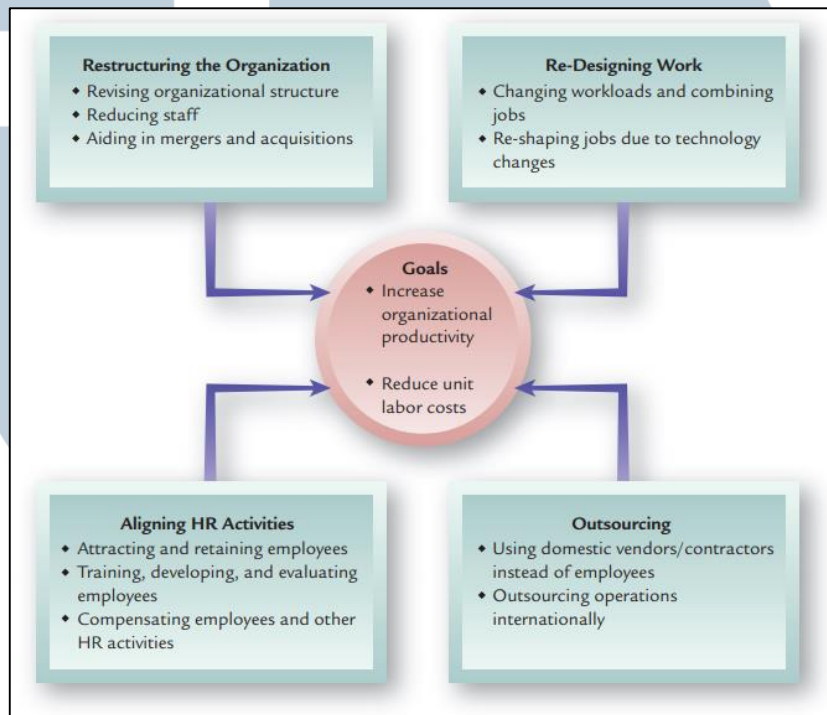 Restructuring the Organization
◆ Revising organizational structure
◆ Reducing staff
◆ Aiding in mergers and acquisitions
Re-Designing Work
◆ Changing workloads and combining
jobs
◆ Re-shaping jobs due to technology
changes
Goals
◆ Increase
organizational
productivity
◆ Reduce unit
labor costs
Aligning HR Activities
◆ Attracting and retaining employees
◆ Training, developing, and evaluating
employees
◆ Compensating employees and other
HR activities
Outsourcing
◆ Using domestic vendors/contractors
instead of employees
◆ Outsourcing operations
internationally